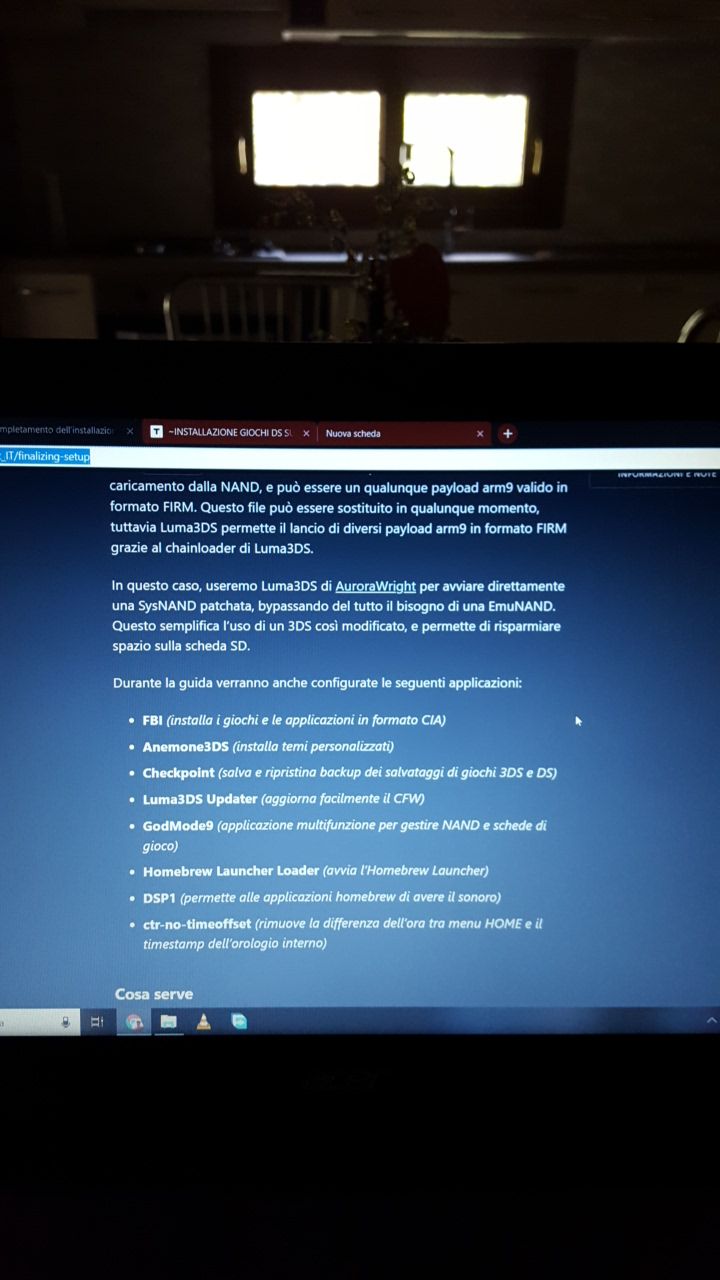 mpletamento dell'installazio
~INSTALLAZIONE GIOCHI DS SU
Nuova scheda
_IT/finalizing-setup
INFORMAZIONI E NOTE
caricamento dalla NAND, e può essere un qualunque payload arm9 valido in
formato FIRM. Questo file può essere sostituito in qualunque momento,
tuttavia Luma3DS permette il lancio di diversi payload arm9 in formato FIRM
grazie al chainloader di Luma3DS.
In questo caso, useremo Luma3DS di AuroraWright per avviare direttamente
una SysNAND patchata, bypassando del tutto il bisogno di una EmuNAND.
Questo semplifica l'uso di un 3DS così modificato, e permette di risparmiare
spazio sulla scheda SD.
Durante la guida verranno anche configurate le seguenti applicazioni:
• FBI (installa i giochi e le applicazioni in formato CIA)
• Anemone3DS (installa temi personalizzati)
• Checkpoint (salva e ripristina backup dei salvataggi di giochi 3DS e DS)
• Luma3DS Updater (aggiorna facilmente il CFW)
• GodMode9 (applicazione multifunzione per gestire NAND e schede di
gioco)
• Homebrew Launcher Loader (avvia l'Homebrew Launcher)
• DSP1 (permette alle applicazioni homebrew di avere il sonoro)
• ctr-no-timeoffset (rimuove la differenza dell'ora tra menu HOME e il
timestamp dell'orologio interno)
Cosa serve